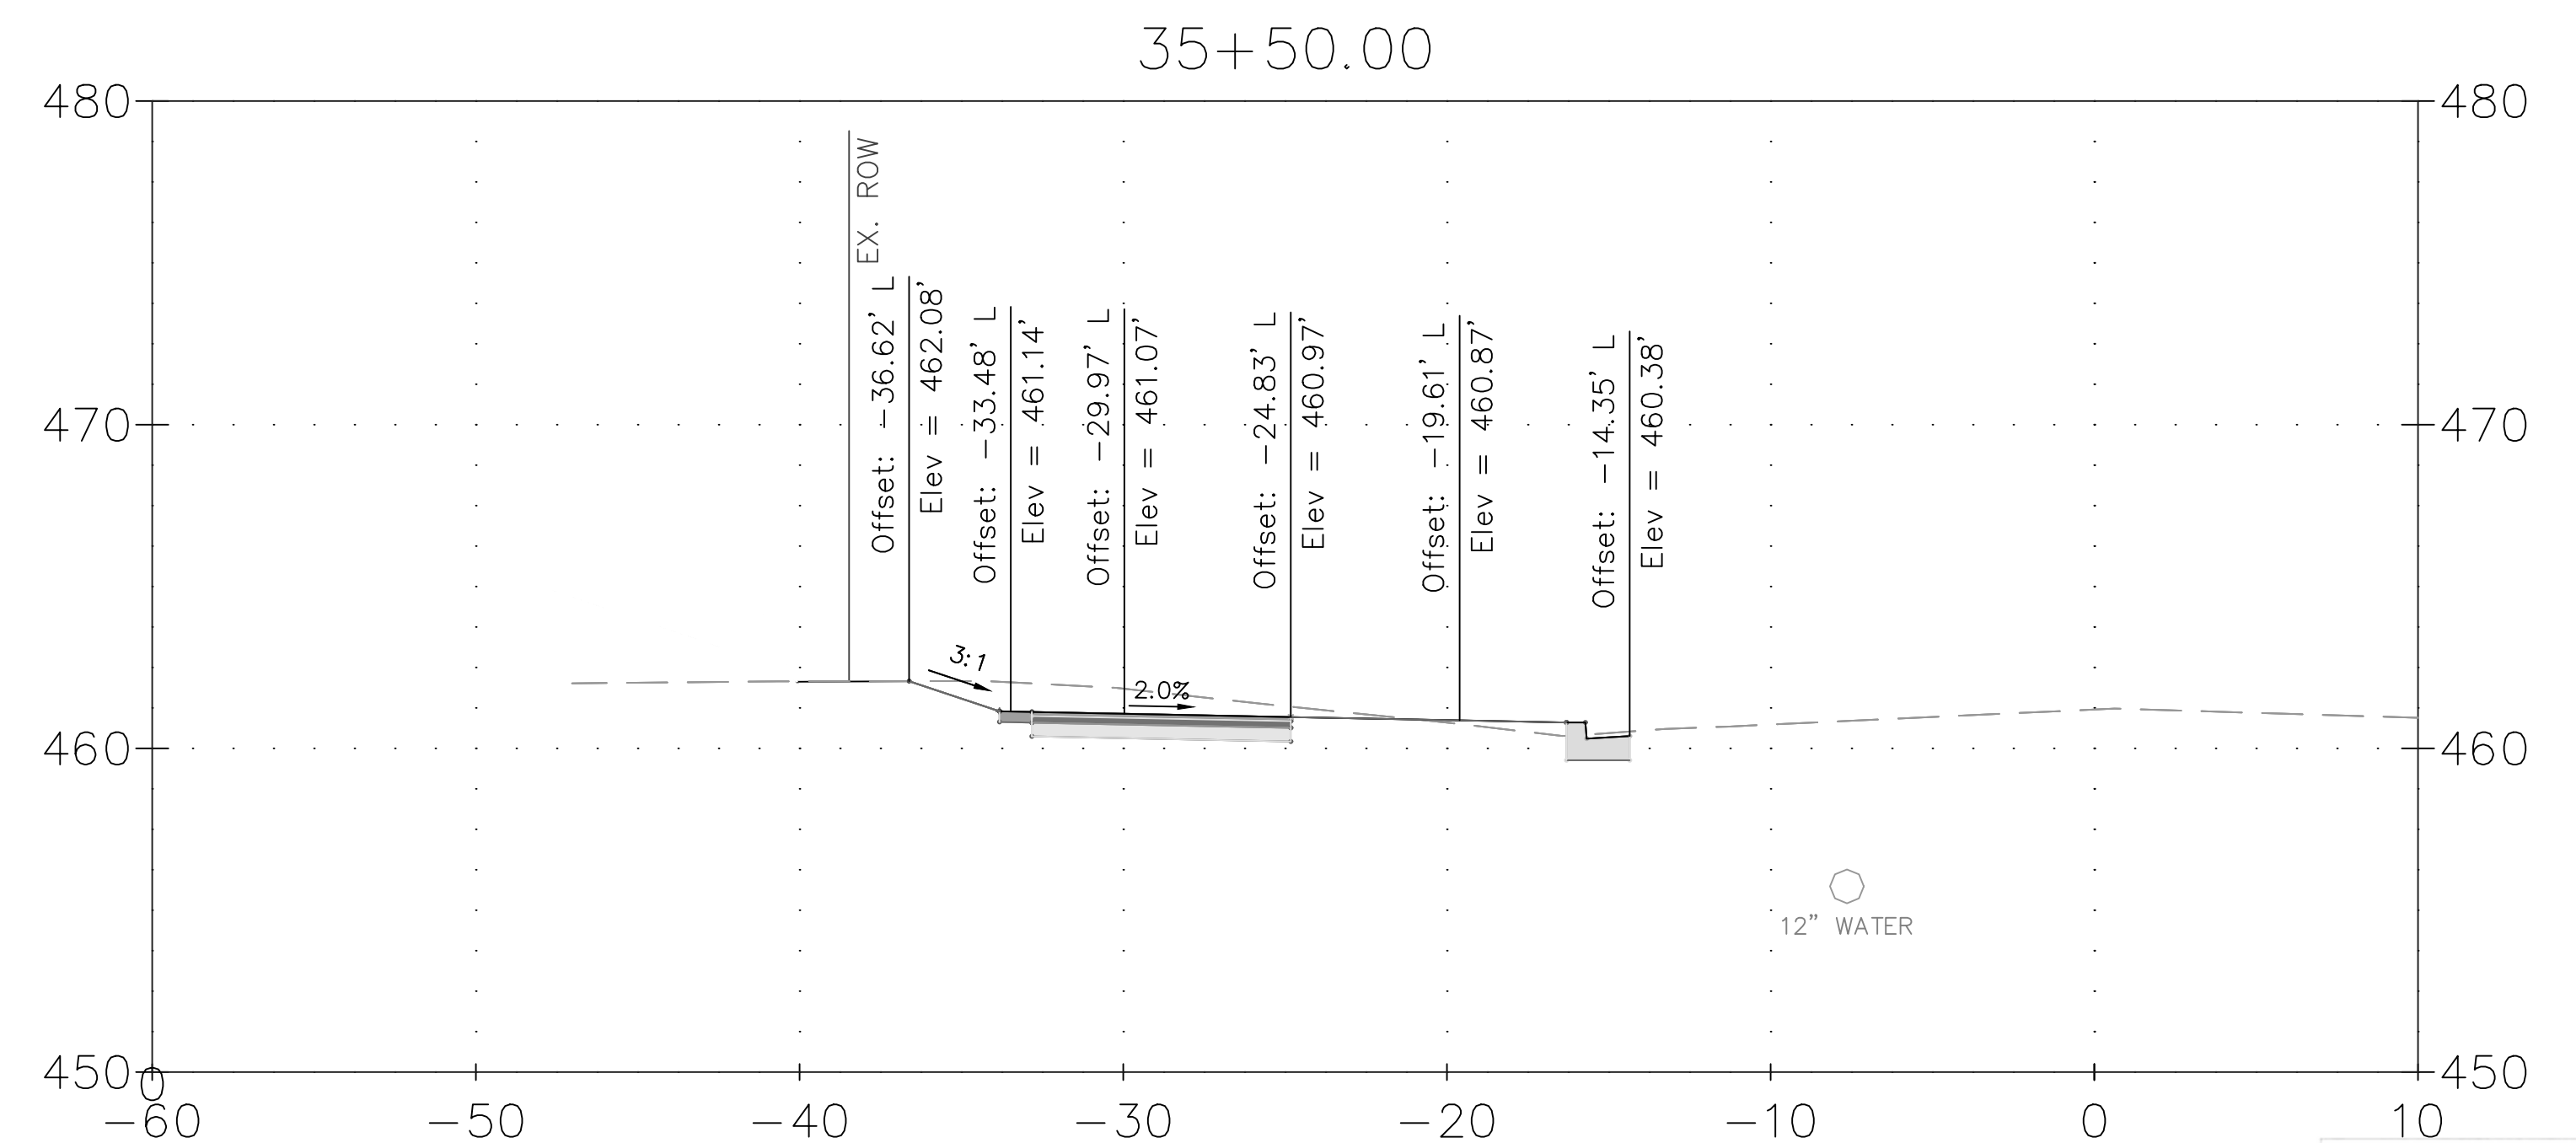 35+50.00
480
480
EX. ROW
Offset: -36.62' L
Elev = 462.08'
Offset: -33.48' L
Elev = 461.14'
Offset: -29.97' L
Elev = 461.07'
Offset: -24.83' L
Elev = 460.97'
Offset: -19.61' L
Elev = 460.87'
Offset: -14.35' L
Elev = 460.38'
470
470
3:1
2.0%
460
460
12" WATER
450
0
450
-60
-50
-40
-30
-20
-10
0
10